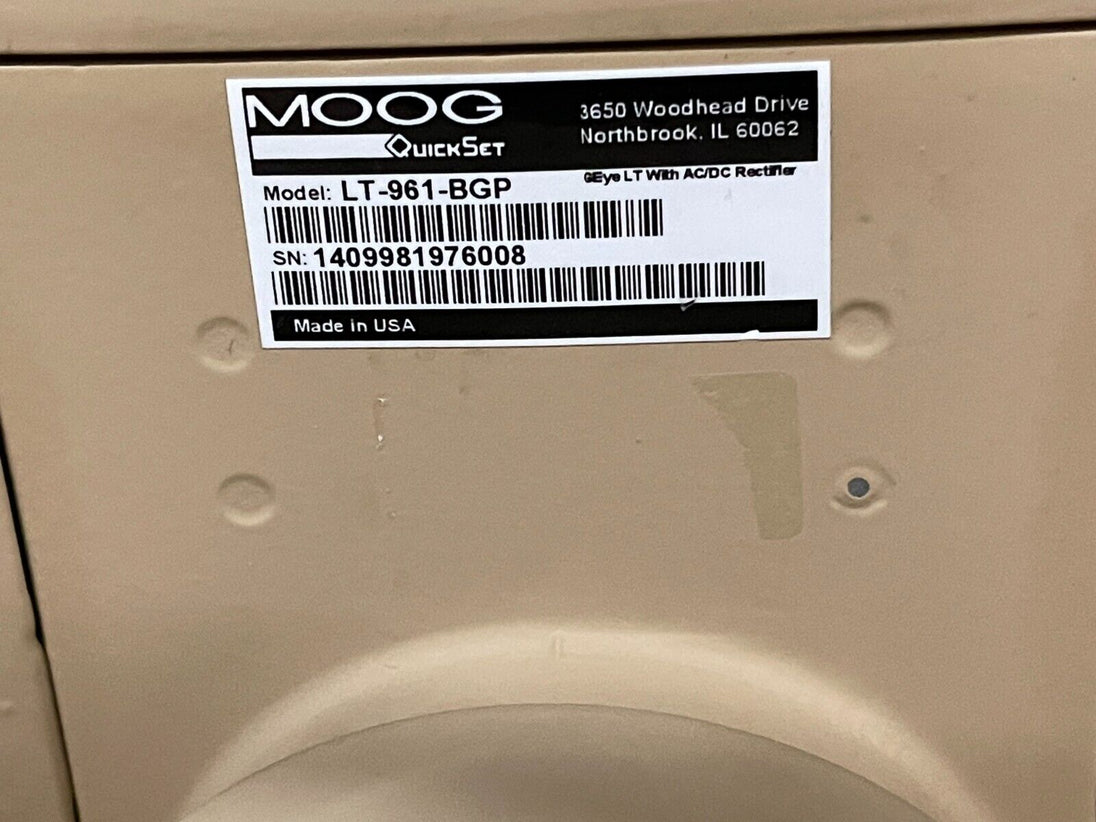 MOOG
QUICKSET
3650 Woodhead Drive
Northbrook, IL 60062
GEye LT With AC/DC Rectifier
Model: LT-961-BGP
SN: 1409981976008
Made in USA